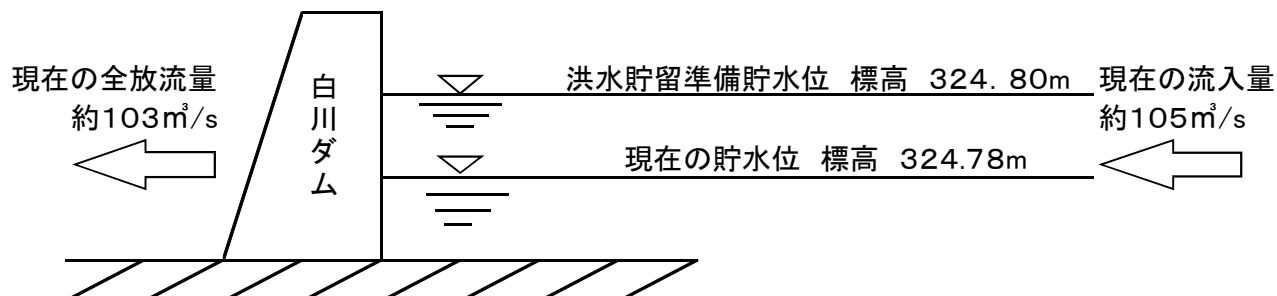 現在の全放流量
約103㎥/s
白川ダム
洪水貯留準備貯水位 標高 324.80m
現在の貯水位 標高 324.78m
現在の流入量
約105㎥/s